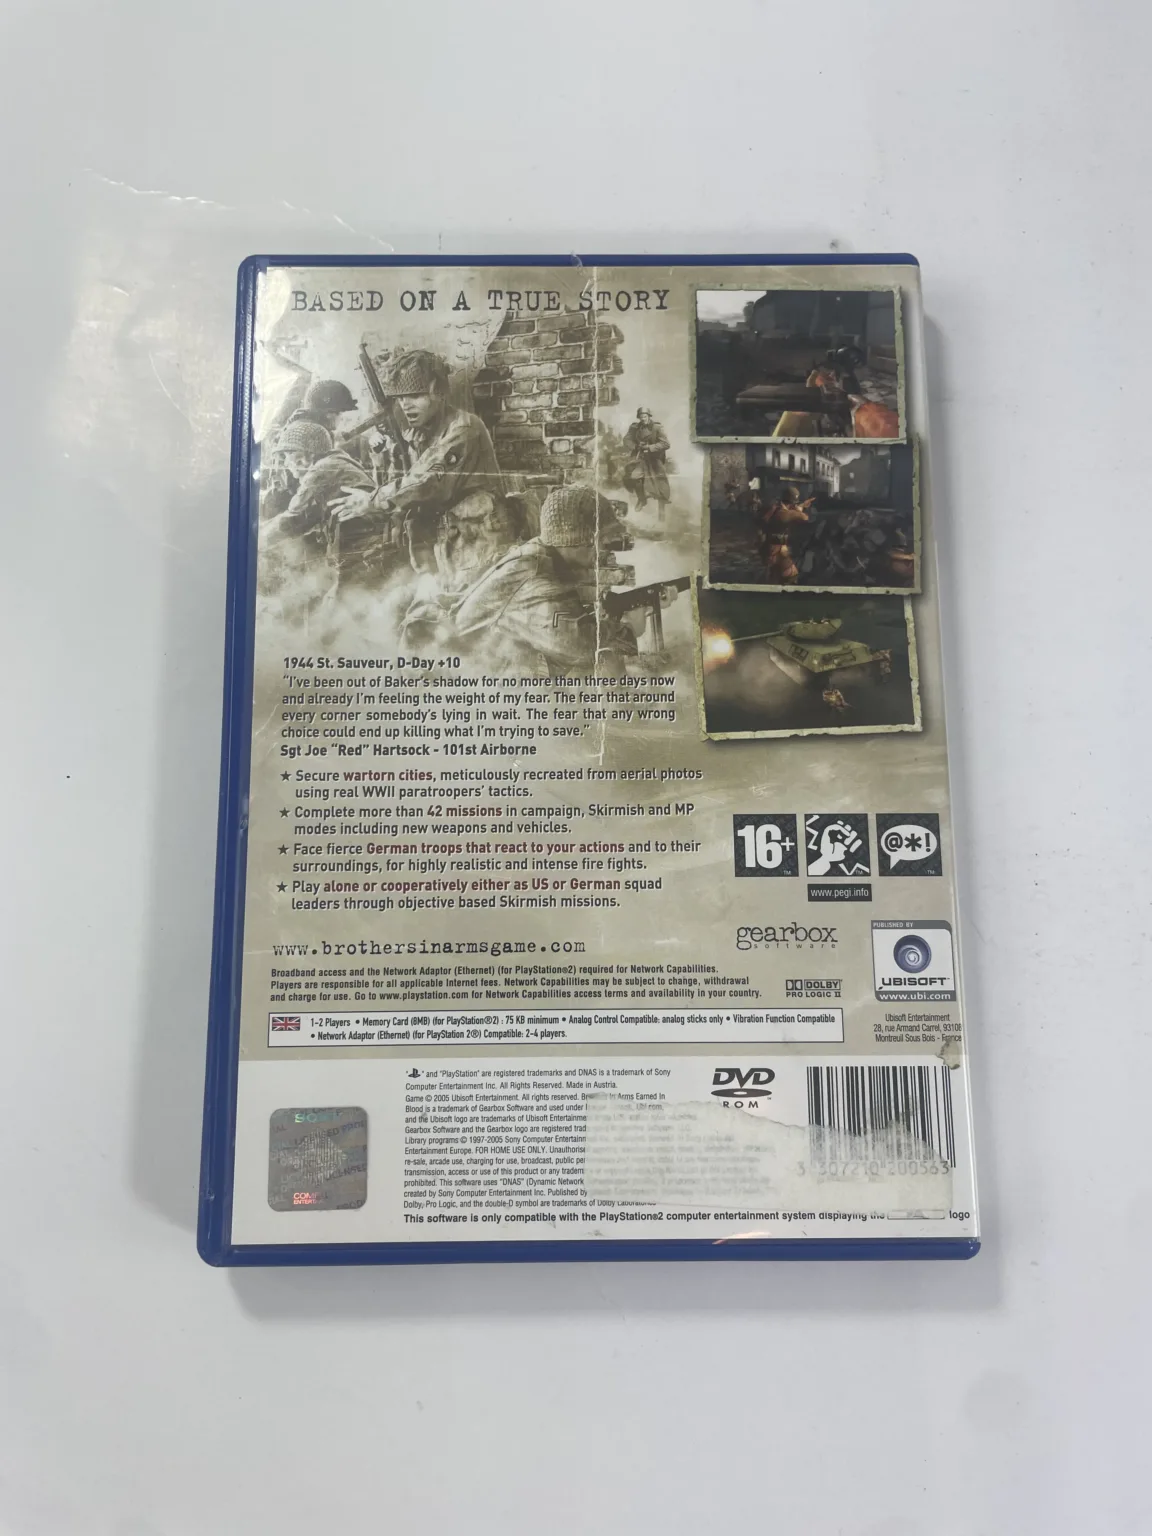 BASED ON A TRUE STORY
1944 St. Sauveur, D-Day +10
“I’ve been out of Baker’s shadow for no more than three days now
and already I’m feeling the weight of my fear. The fear that around
every corner somebody’s lying in wait. The fear that any wrong
choice could end up killing what I’m trying to save.”
Sgt Joe “Red” Hartsock - 101st Airborne
★ Secure wartorn cities, meticulously recreated from aerial photos
using real WWII paratroopers’ tactics.
★ Complete more than 42 missions in campaign, Skirmish and MP
modes including new weapons and vehicles.
★ Face fierce German troops that react to your actions and to their
surroundings, for highly realistic and intense fire fights.
★ Play alone or cooperatively either as US or German squad
leaders through objective based Skirmish missions.
16+
@*!
www.pegi.info
www.brothersinarmsgame.com
gearbox
software
PUBLISHED BY
UBISOFT
www.ubi.com
Broadband access and the Network Adaptor (Ethernet) (for PlayStation®2) required for Network Capabilities.
Players are responsible for all applicable Internet fees. Network Capabilities may be subject to change, withdrawal
and charge for use. Go to www.playstation.com for Network Capabilities access terms and availability in your country.
DOLBY
PRO LOGIC II
1-2 Players • Memory Card (8MB) (for PlayStation®2) : 75 KB minimum • Analog Control Compatible: analog sticks only • Vibration Function Compatible
• Network Adaptor (Ethernet) (for PlayStation 2®) Compatible: 2-4 players.
Ubisoft Entertainment
28, rue Armand Carrel, 93108
Montreuil Sous Bois - France
" " and "PlayStation" are registered trademarks and DNAS is a trademark of Sony
Computer Entertainment Inc. All Rights Reserved. Made in Austria.
Game © 2005 Ubisoft Entertainment. All rights reserved. In Arms Earned In
Blood is a trademark of Gearbox Software and used under
and the Ubisoft logo are trademarks of Ubisoft
Gearbox Software and the Gearbox logo are registered
Library programs © 1997-2005 Sony Computer
Entertainment Europe. FOR HOME USE ONLY.
re-sale, arcade use, charging for use, broadcast, public
transmission, access or use of this product or any
prohibited. This software uses "DNAS" (Dynamic Network
created by Sony Computer Entertainment Inc. Published by
Dolby, Pro Logic, and the double-D symbol are trademarks of Dolby
This software is only compatible with the PlayStation®2 computer entertainment system displaying the logo
DVD
ROM
3 307210 200563
SONY